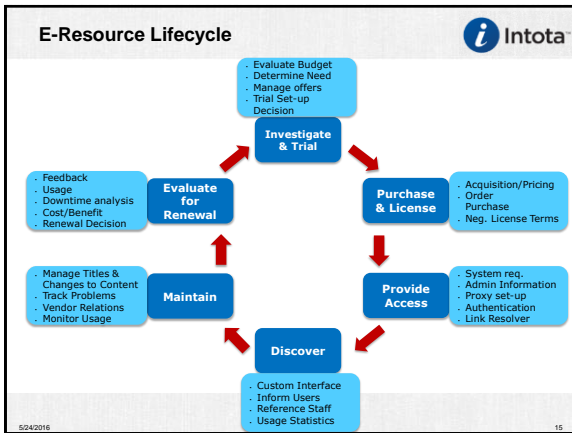 E-Resource Lifecycle
i Intota™
. Evaluate Budget
. Determine Need
. Manage offers
. Trial Set-up
Decision
Investigate
& Trial
Purchase
& License
. Acquisition/Pricing
. Order
Purchase
. Neg. License Terms
Provide
Access
. System req.
. Admin Information
. Proxy set-up
. Authentication
. Link Resolver
Discover
. Custom Interface
. Inform Users
. Reference Staff
. Usage Statistics
. Manage Titles &
Changes to Content
. Track Problems
. Vendor Relations
. Monitor Usage
Maintain
. Feedback
. Usage
. Downtime analysis
. Cost/Benefit
. Renewal Decision
Evaluate
for
Renewal
5/24/2016
15